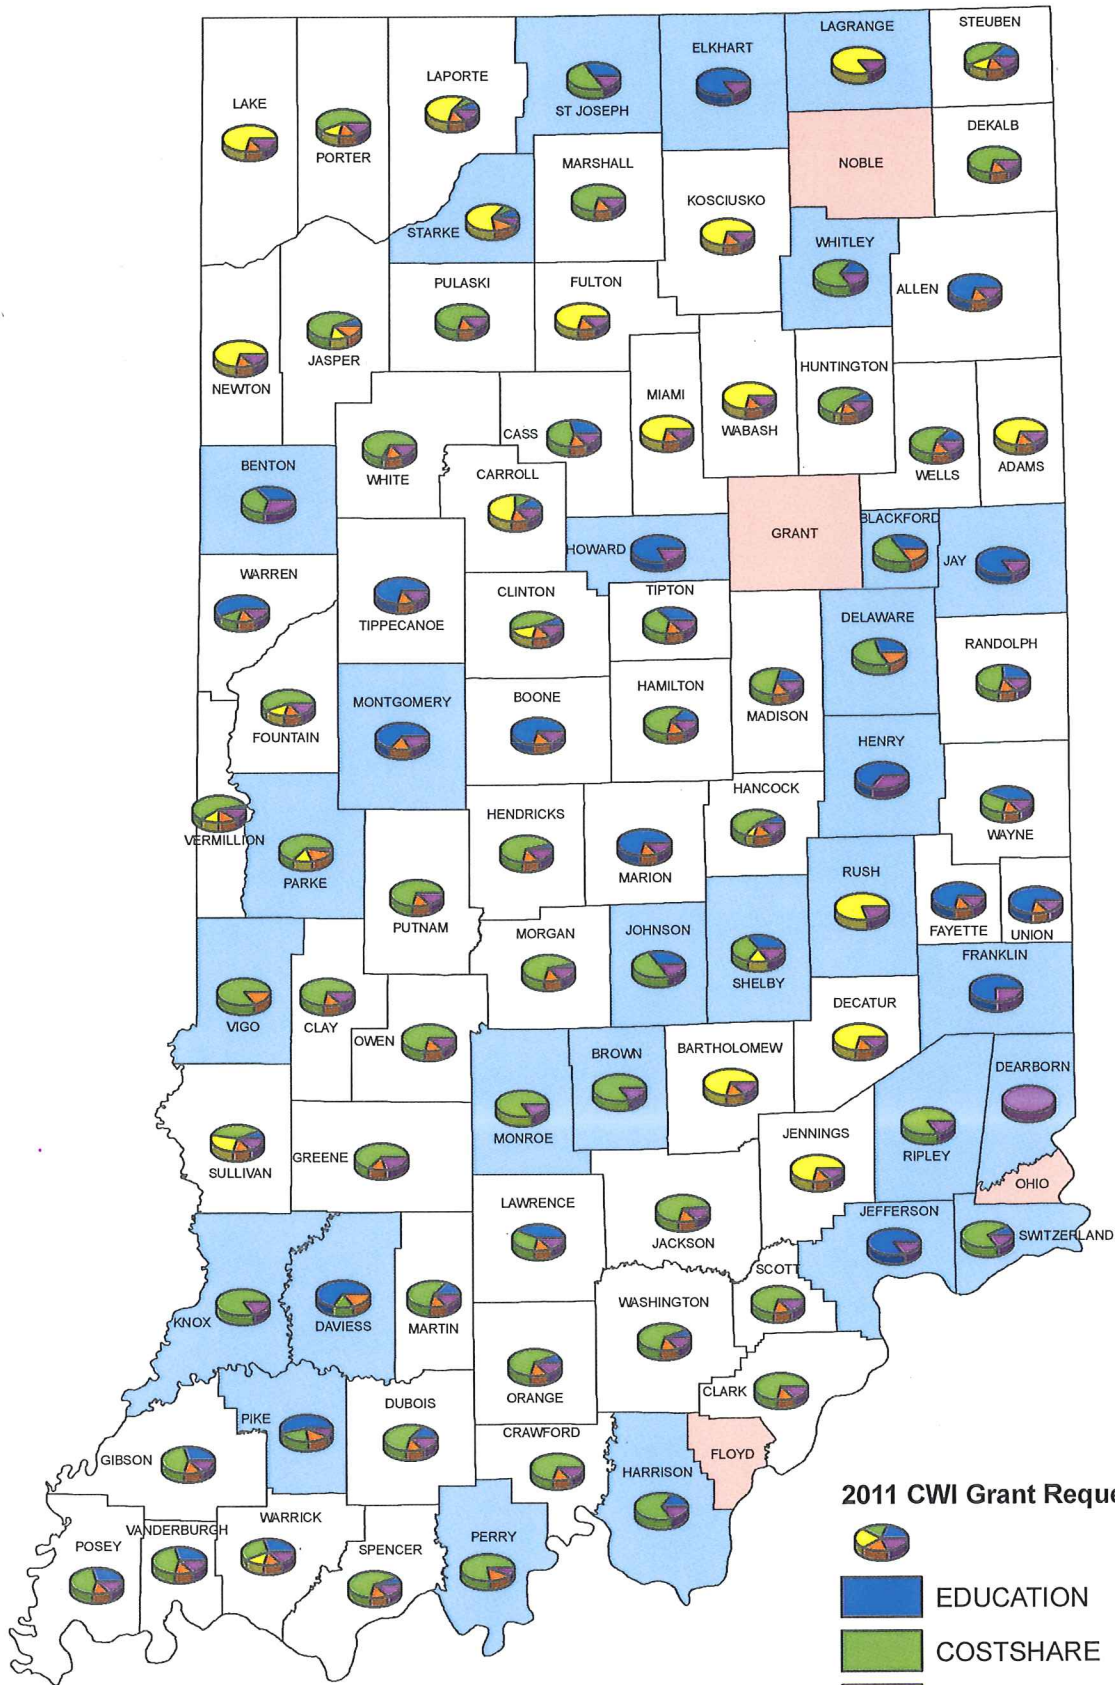 STEUBEN
LAGRANGE
ELKHART
LAPORTE
LAKE
ST JOSEPH
DEKALB
PORTER
MARSHALL
NOBLE
KOSCIUSKO
STARKE
WHITLEY
ALLEN
PULASKI
FULTON
JASPER
HUNTINGTON
NEWTON
MIAMI
WABASH
CASS
WHITE
WELLS
ADAMS
BENTON
CARROLL
BLACKFORD
GRANT
HOWARD
JAY
WARREN
CLINTON
TIPTON
TIPPECANOE
DELAWARE
RANDOLPH
HAMILTON
BOONE
MONTGOMERY
MADISON
FOUNTAIN
HENRY
HANCOCK
HENDRICKS
VERMILLION
WAYNE
RUSH
MARION
PARKE
PUTNAM
FAYETTE
UNION
MORGAN
JOHNSON
FRANKLIN
SHELBY
DECATUR
VIGO
CLAY
OWEN
BROWN
BARTHOLOMEW
DEARBORN
MONROE
JENNINGS
RIPLEY
GREENE
SULLIVAN
OHIO
LAWRENCE
JEFFERSON
SWITZERLAND
JACKSON
SCOTT
WASHINGTON
KNOX
DAVIESS
MARTIN
CLARK
ORANGE
DUBOIS
PIKE
CRAWFORD
FLOYD
GIBSON
HARRISON
2011 CWI Grant Reque
WARRICK
VANDERBURGH
PERRY
POSEY
SPENCER
EDUCATION
COSTSHARE